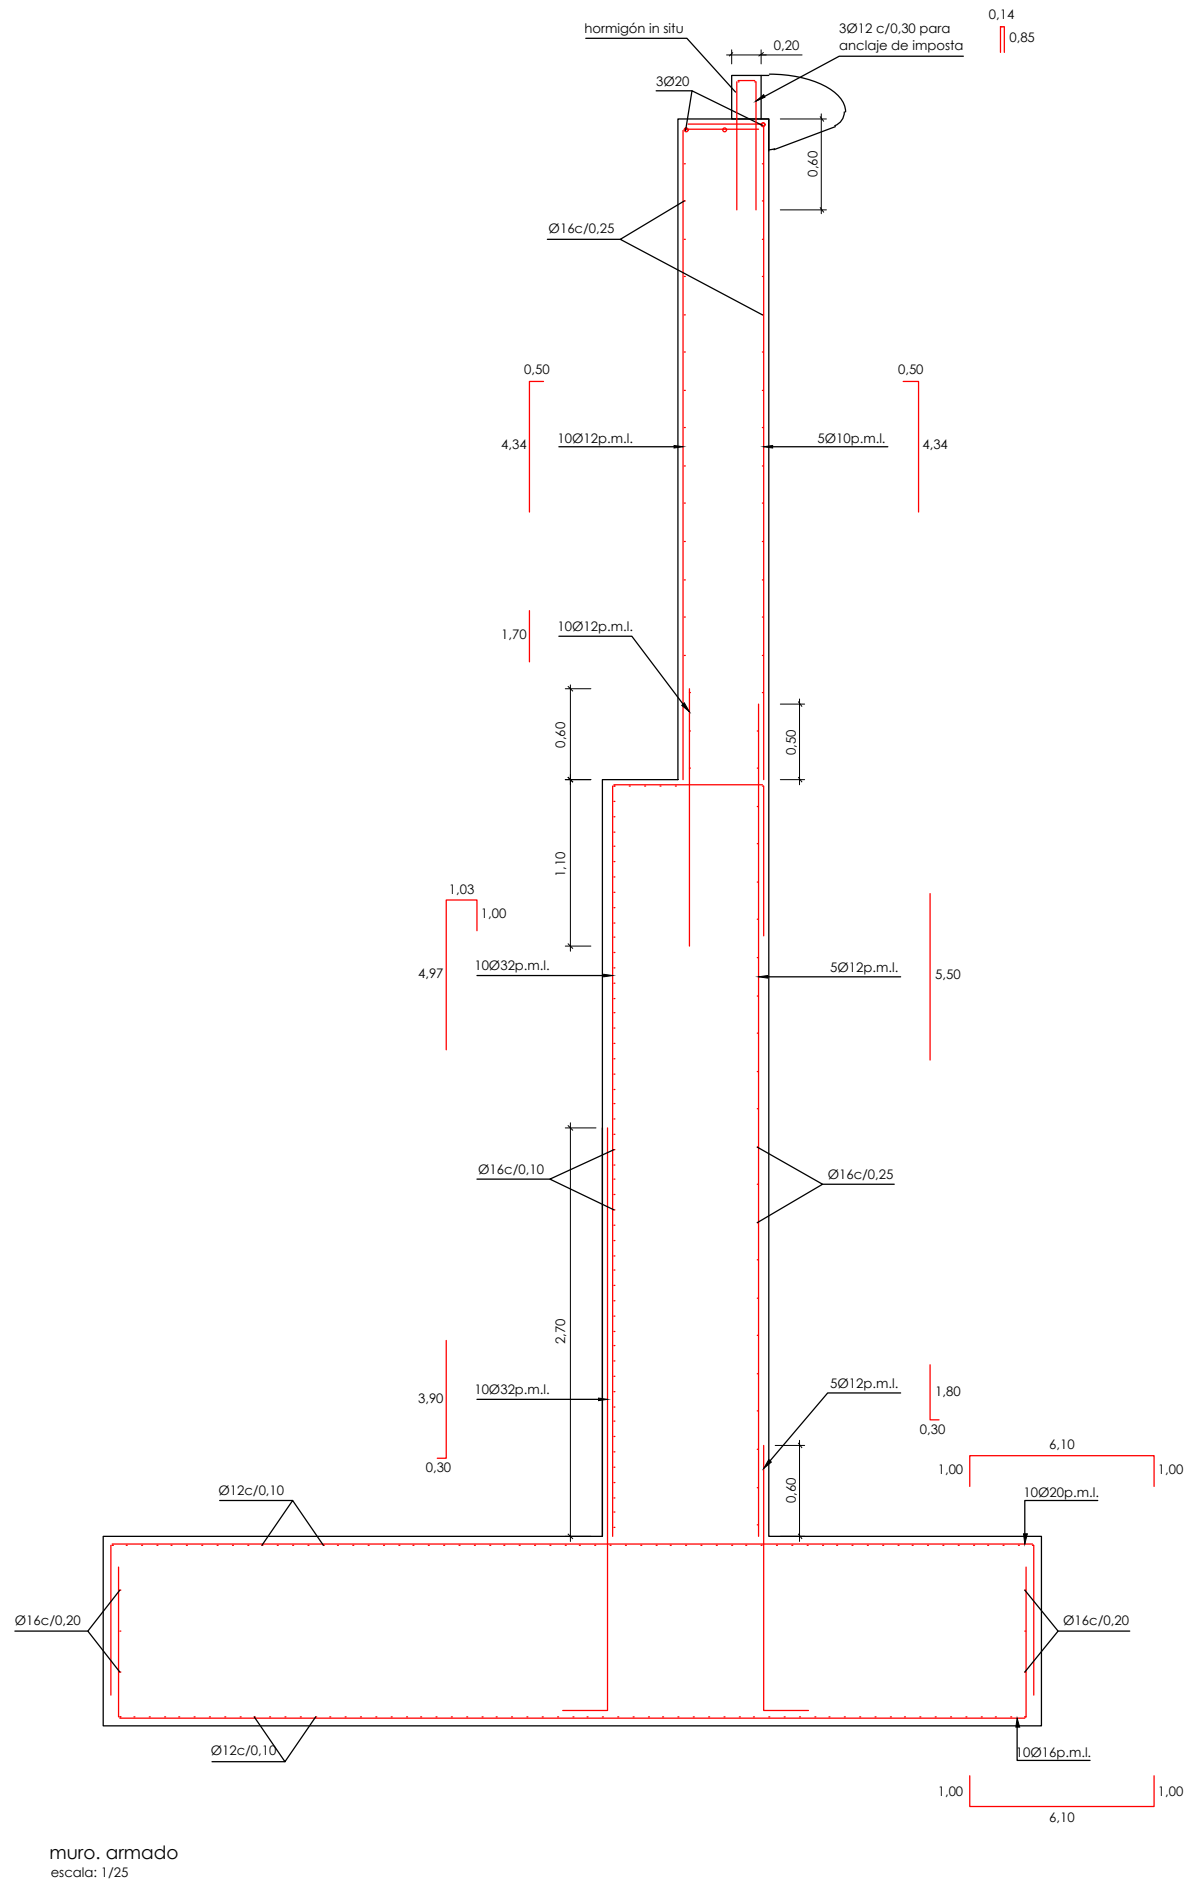 0,14
0,85
hormigón in situ
3Ø12 c/0,30 para
anclaje de imposta
0,20
3Ø20
0,60
Ø16c/0,25
0,50
4,34
10Ø12p.m.l.
5Ø10p.m.l.
0,50
4,34
1,70
10Ø12p.m.l.
0,60
0,50
1,10
1,03
1,00
4,97
10Ø32p.m.l.
5Ø12p.m.l.
5,50
Ø16c/0,10
Ø16c/0,25
2,70
3,90
0,30
10Ø32p.m.l.
5Ø12p.m.l.
1,80
0,30
0,60
6,10
1,00
1,00
10Ø20p.m.l.
Ø12c/0,10
Ø16c/0,20
Ø16c/0,20
Ø12c/0,10
10Ø16p.m.l.
1,00
1,00
6,10
muro. armado
escala: 1/25